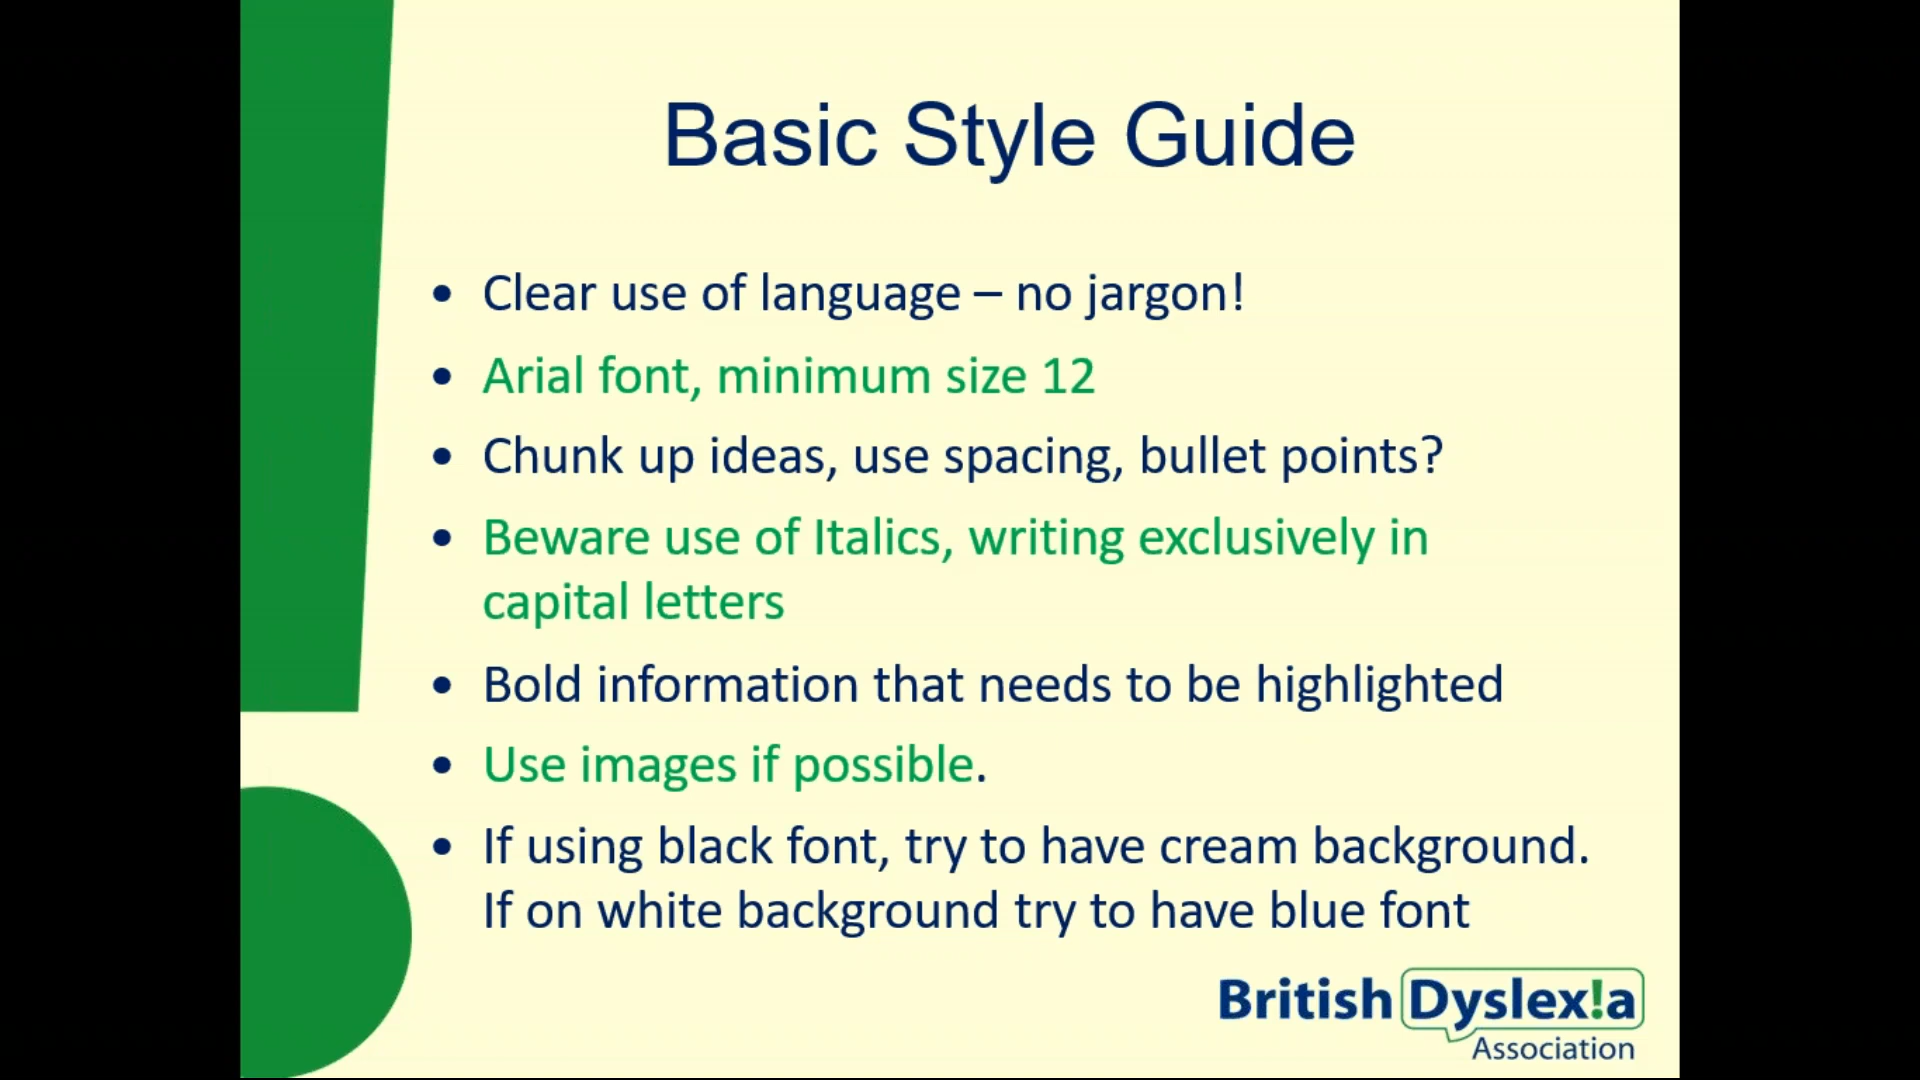 Basic Style Guide
• Clear use of language – no jargon!
• Arial font, minimum size 12
• Chunk up ideas, use spacing, bullet points?
• Beware use of Italics, writing exclusively in
capital letters
• Bold information that needs to be highlighted
• Use images if possible.
• If using black font, try to have cream background.
If on white background try to have blue font
British Dyslex!a
Association